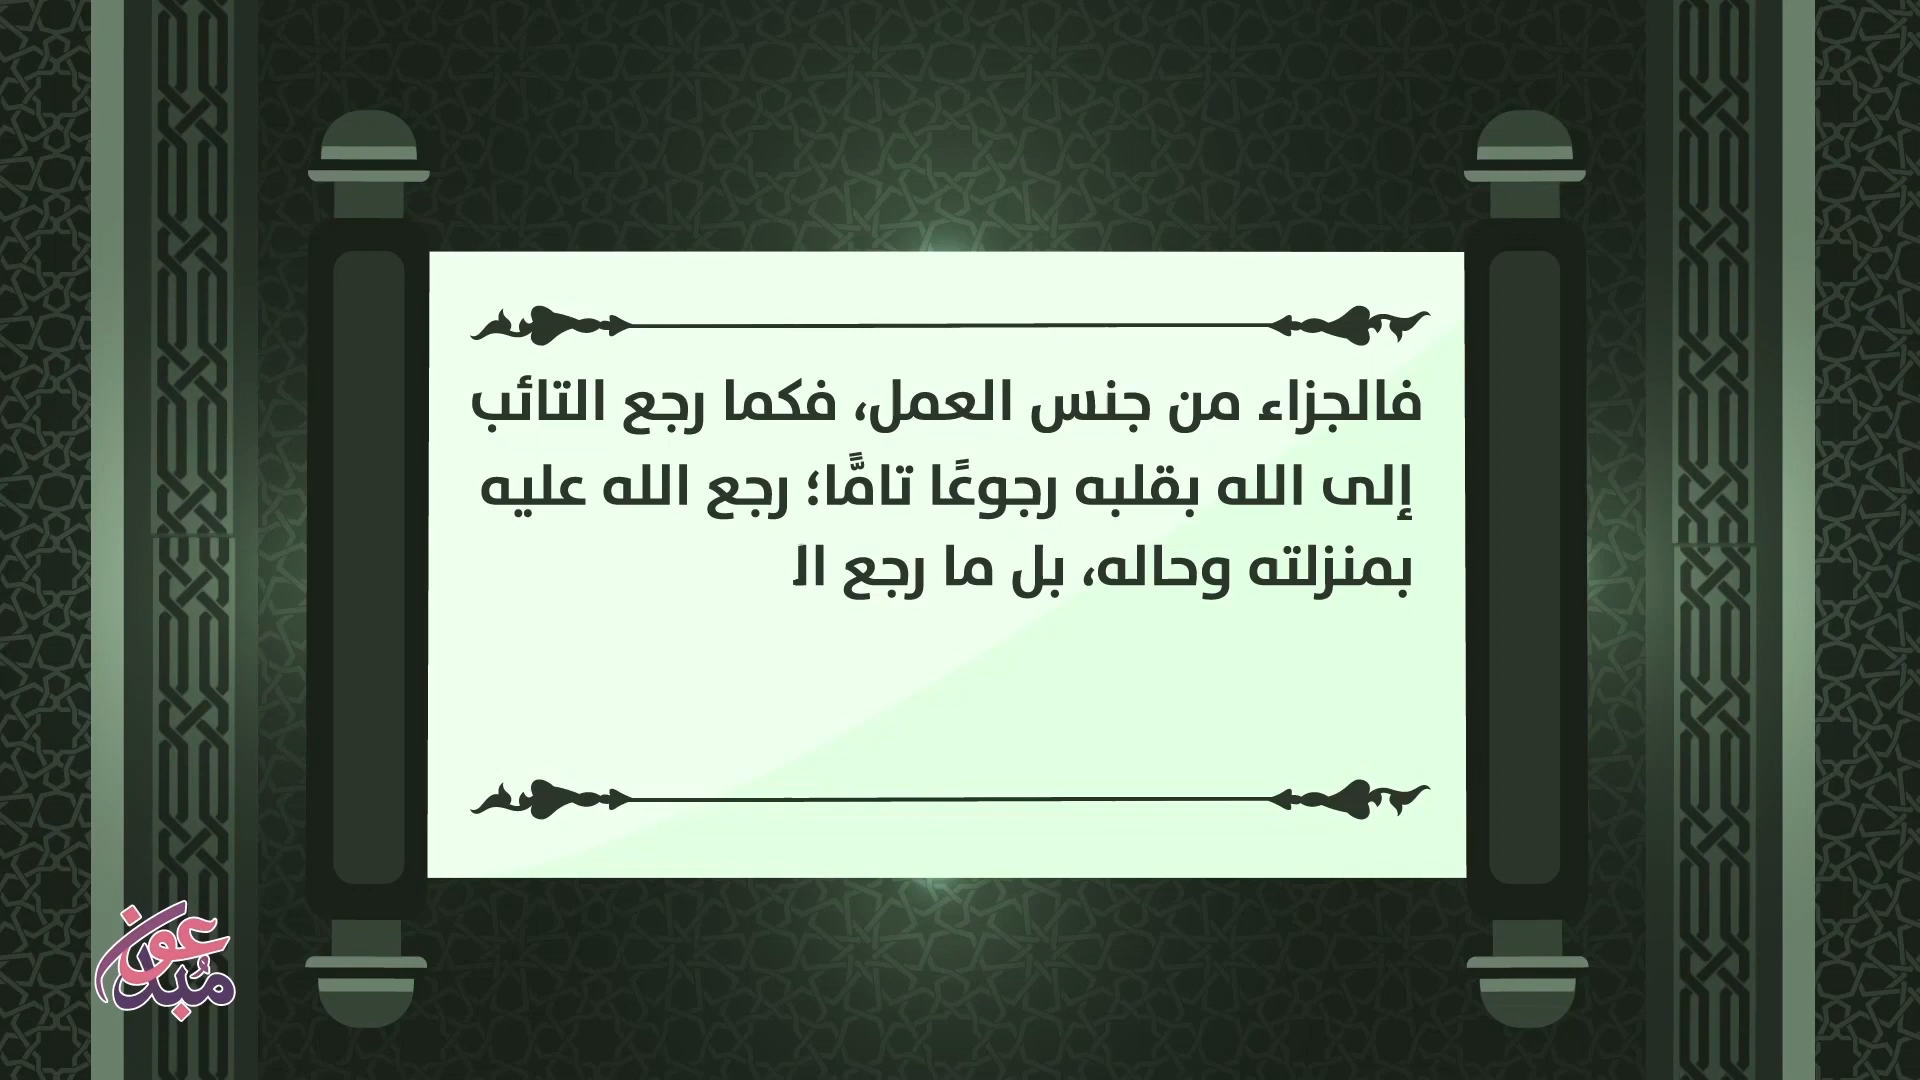 فالجزاء من جنس العمل، فكما رجع التائب
إلى الله بقلبه رجوعًا تامًّا؛ رجع الله عليه
بمنزلته وحاله، بل ما رجع ال
مبدعون